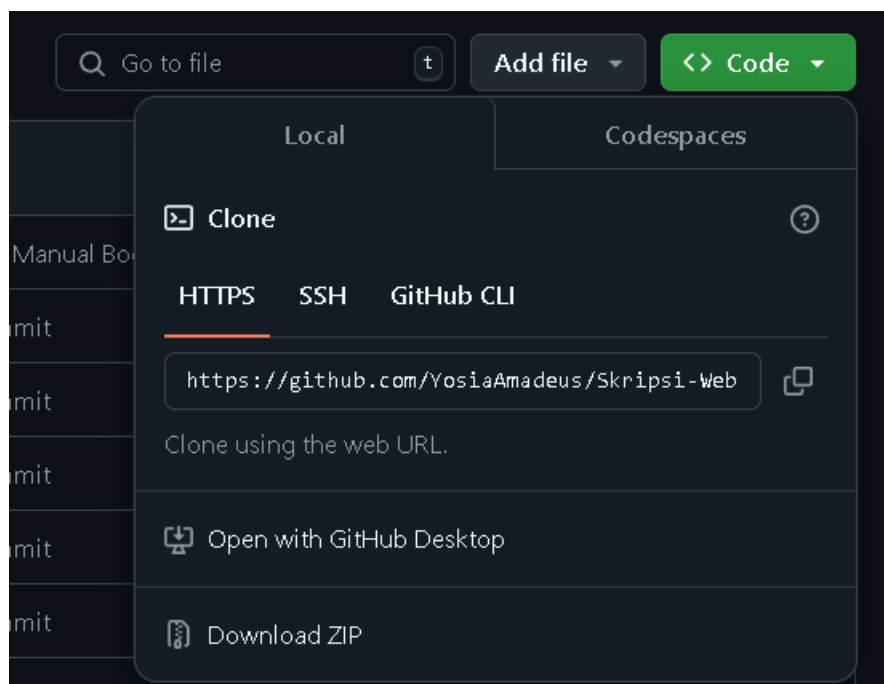 Go to file t Add file <> Code
Local Codespaces
Clone
Manual Bo
HTTPS SSH GitHub CLI
mit
https://github.com/YosiaAmadeus/Skripsi-Web
mit
Clone using the web URL.
mit
Open with GitHub Desktop
mit
mit
Download ZIP